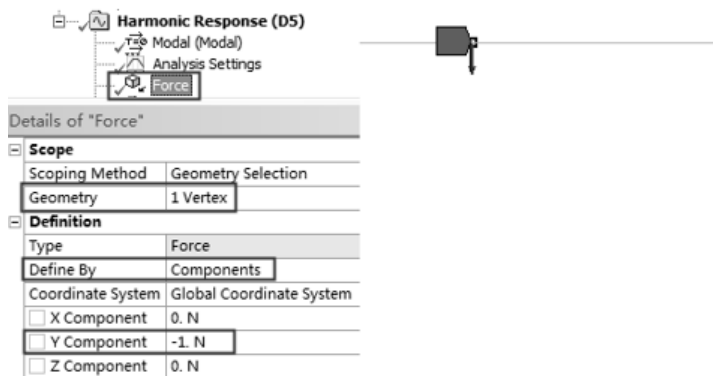 Harmonic Response (D5)
Modal (Modal)
Analysis Settings
Force
Details of "Force"
Scope
Scoping Method Geometry Selection
Geometry 1 Vertex
Definition
Type Force
Define By Components
Coordinate System Global Coordinate System
X Component 0. N
Y Component -1. N
Z Component 0. N